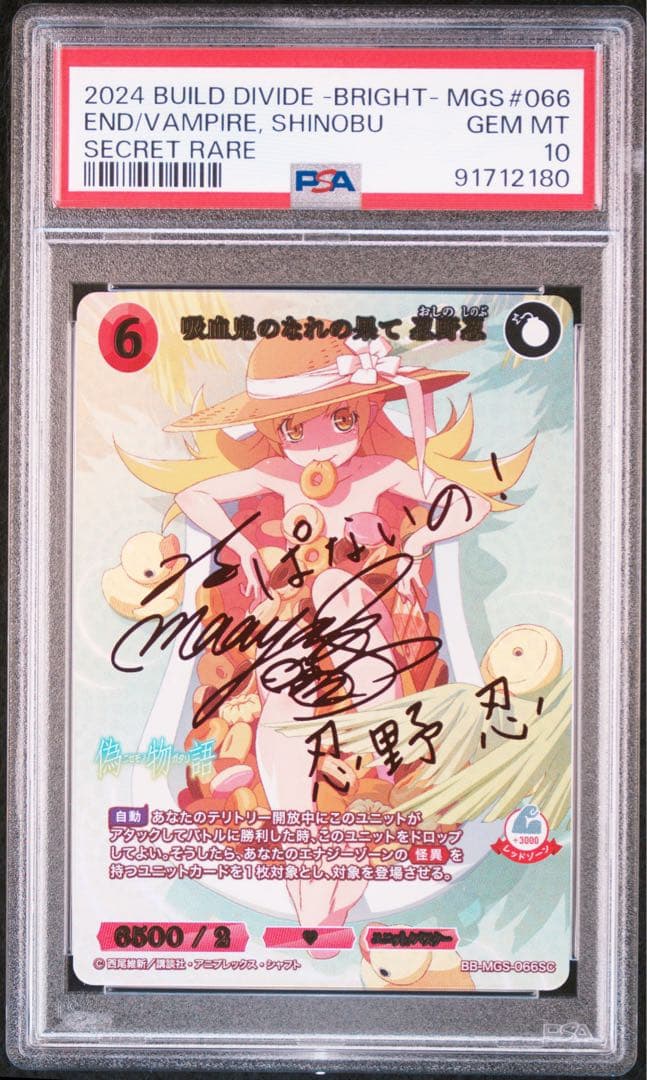 2024 BUILD DIVIDE -BRIGHT- MGS #066
END/VAMPIRE, SHINOBU GEM MT
SECRET RARE 10
PSA 91712180
おしの しのぶ
6 吸血鬼のなれの果て 忍野忍
ぱないの!
maaya
忍野 忍
偽物語
自動 あなたのテリトリー開放中にこのユニットが
アタックしてバトルに勝利した時、このユニットをドロップ
してよい。そうしたら、あなたのエナジーゾーンの 怪異 を
持つユニットカードを1枚対象とし、対象を登場させる。
+3000
レッドゾーン
6500 / 2 ♥
© 西尾維新/講談社・アニプレックス・シャフト BB-MGS-066SC
PSA